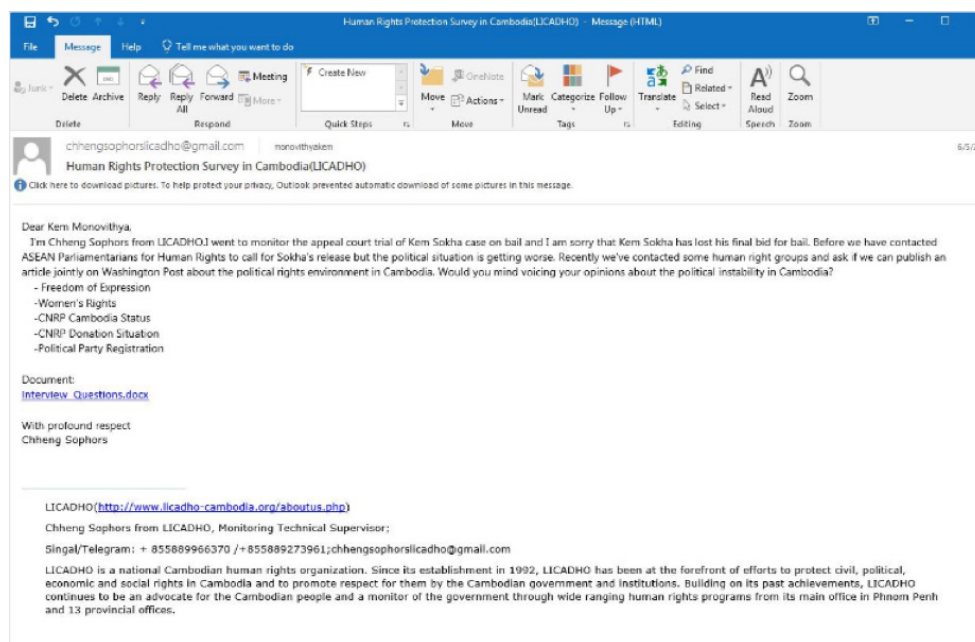 Human Rights Protection Survey in Cambodia(LICADHO) - Message (HTML)
File Message Help Tell me what you want to do
Junk Delete Archive Reply Reply All Forward Meeting More Create New Move OneNote Actions Mark Unread Categorize Follow Up Translate Find Related Select Read Aloud Zoom
Delete Respond Quick Steps Move Tags Editing Speech Zoom
chhengsophorslicadho@gmail.com monovithyakem
Human Rights Protection Survey in Cambodia(LICADHO)
Click here to download pictures. To help protect your privacy, Outlook prevented automatic download of some pictures in this message.
Dear Kem Monovithya,
I'm Chheng Sophors from LICADHO.I went to monitor the appeal court trial of Kem Sokha case on bail and I am sorry that Kem Sokha has lost his final bid for bail. Before we have contacted
ASEAN Parliamentarians for Human Rights to call for Sokha's release but the political situation is getting worse. Recently we've contacted some human right groups and ask if we can publish an
article jointly on Washington Post about the political rights environment in Cambodia. Would you mind voicing your opinions about the political instability in Cambodia?
- Freedom of Expression
-Women's Rights
-CNRP Cambodia Status
-CNRP Donation Situation
-Political Party Registration
Document:
Interview_Questions.docx
With profound respect
Chheng Sophors
LICADHO(http://www.licadho-cambodia.org/aboutus.php)
Chheng Sophors from LICADHO, Monitoring Technical Supervisor;
Singal/Telegram: + 855889966370 /+855889273961;chhengsophorslicadho@gmail.com
LICADHO is a national Cambodian human rights organization. Since its establishment in 1992, LICADHO has been at the forefront of efforts to protect civil, political,
economic and social rights in Cambodia and to promote respect for them by the Cambodian government and institutions. Building on its past achievements, LICADHO
continues to be an advocate for the Cambodian people and a monitor of the government through wide ranging human rights programs from its main office in Phnom Penh
and 13 provincial offices.